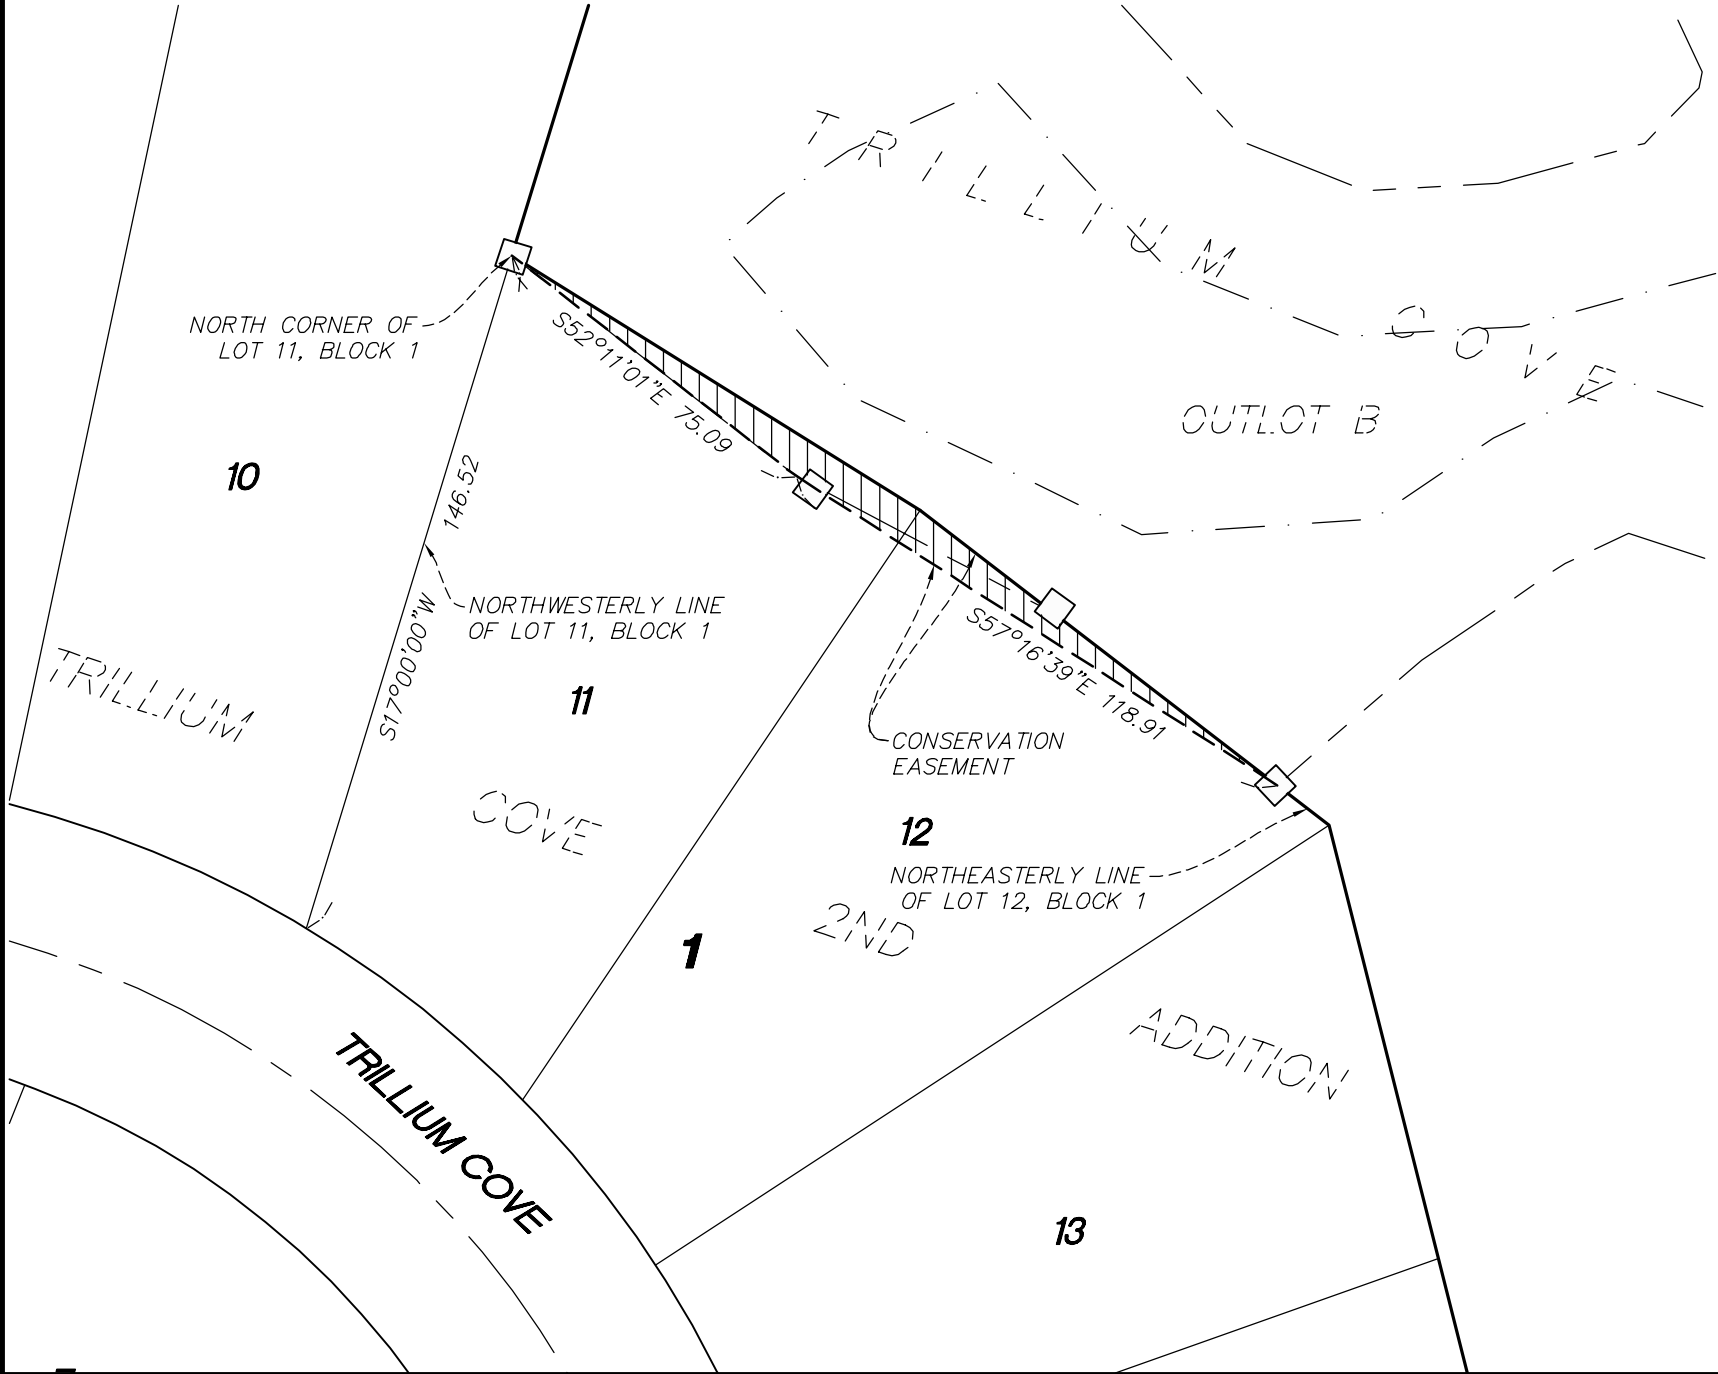 TRILLIUM
COVE
NORTH CORNER OF
LOT 11, BLOCK 1
S52°11'01"E 75.09
OUTLOT B
10
146.52
S17°00'00"W
NORTHWESTERLY LINE
OF LOT 11, BLOCK 1
S57°16'39"E 118.91
TRILLIUM
11
CONSERVATION
EASEMENT
COVE
12
NORTHEASTERLY LINE
OF LOT 12, BLOCK 1
2ND
1
ADDITION
TRILLIUM COVE
13